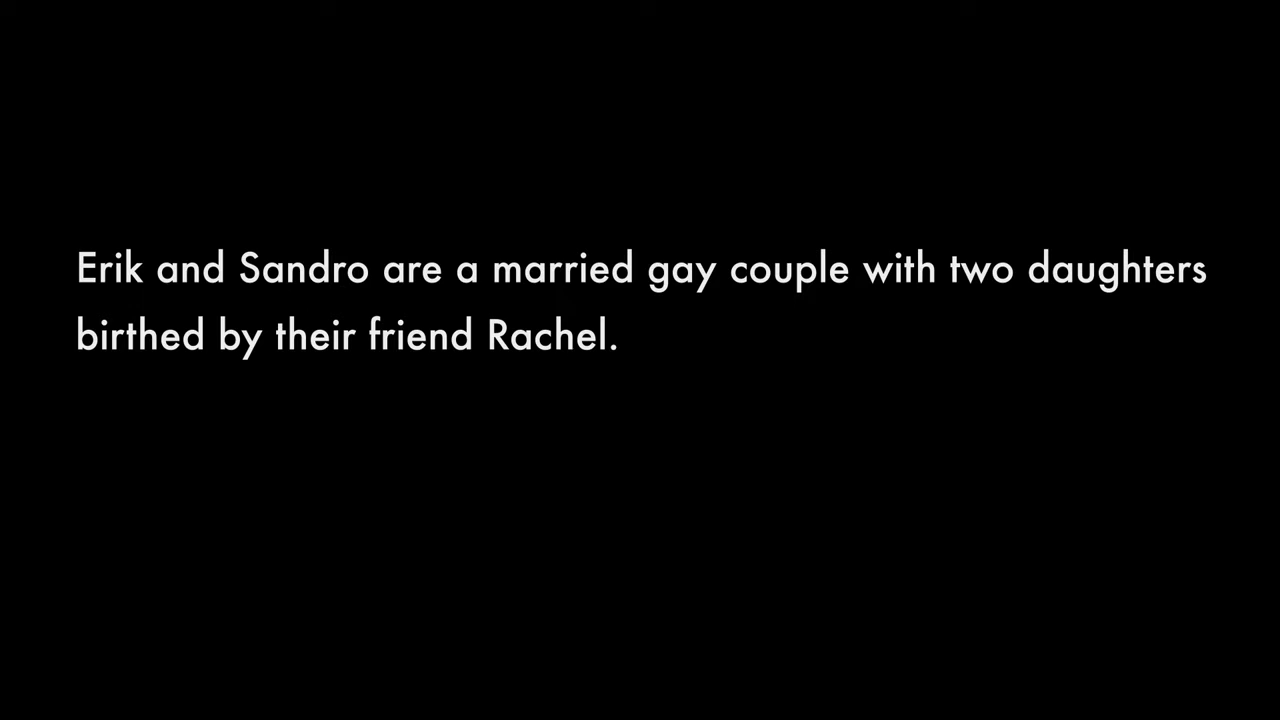 Erik and Sandro are a married gay couple with two daughters
birthed by their friend Rachel.